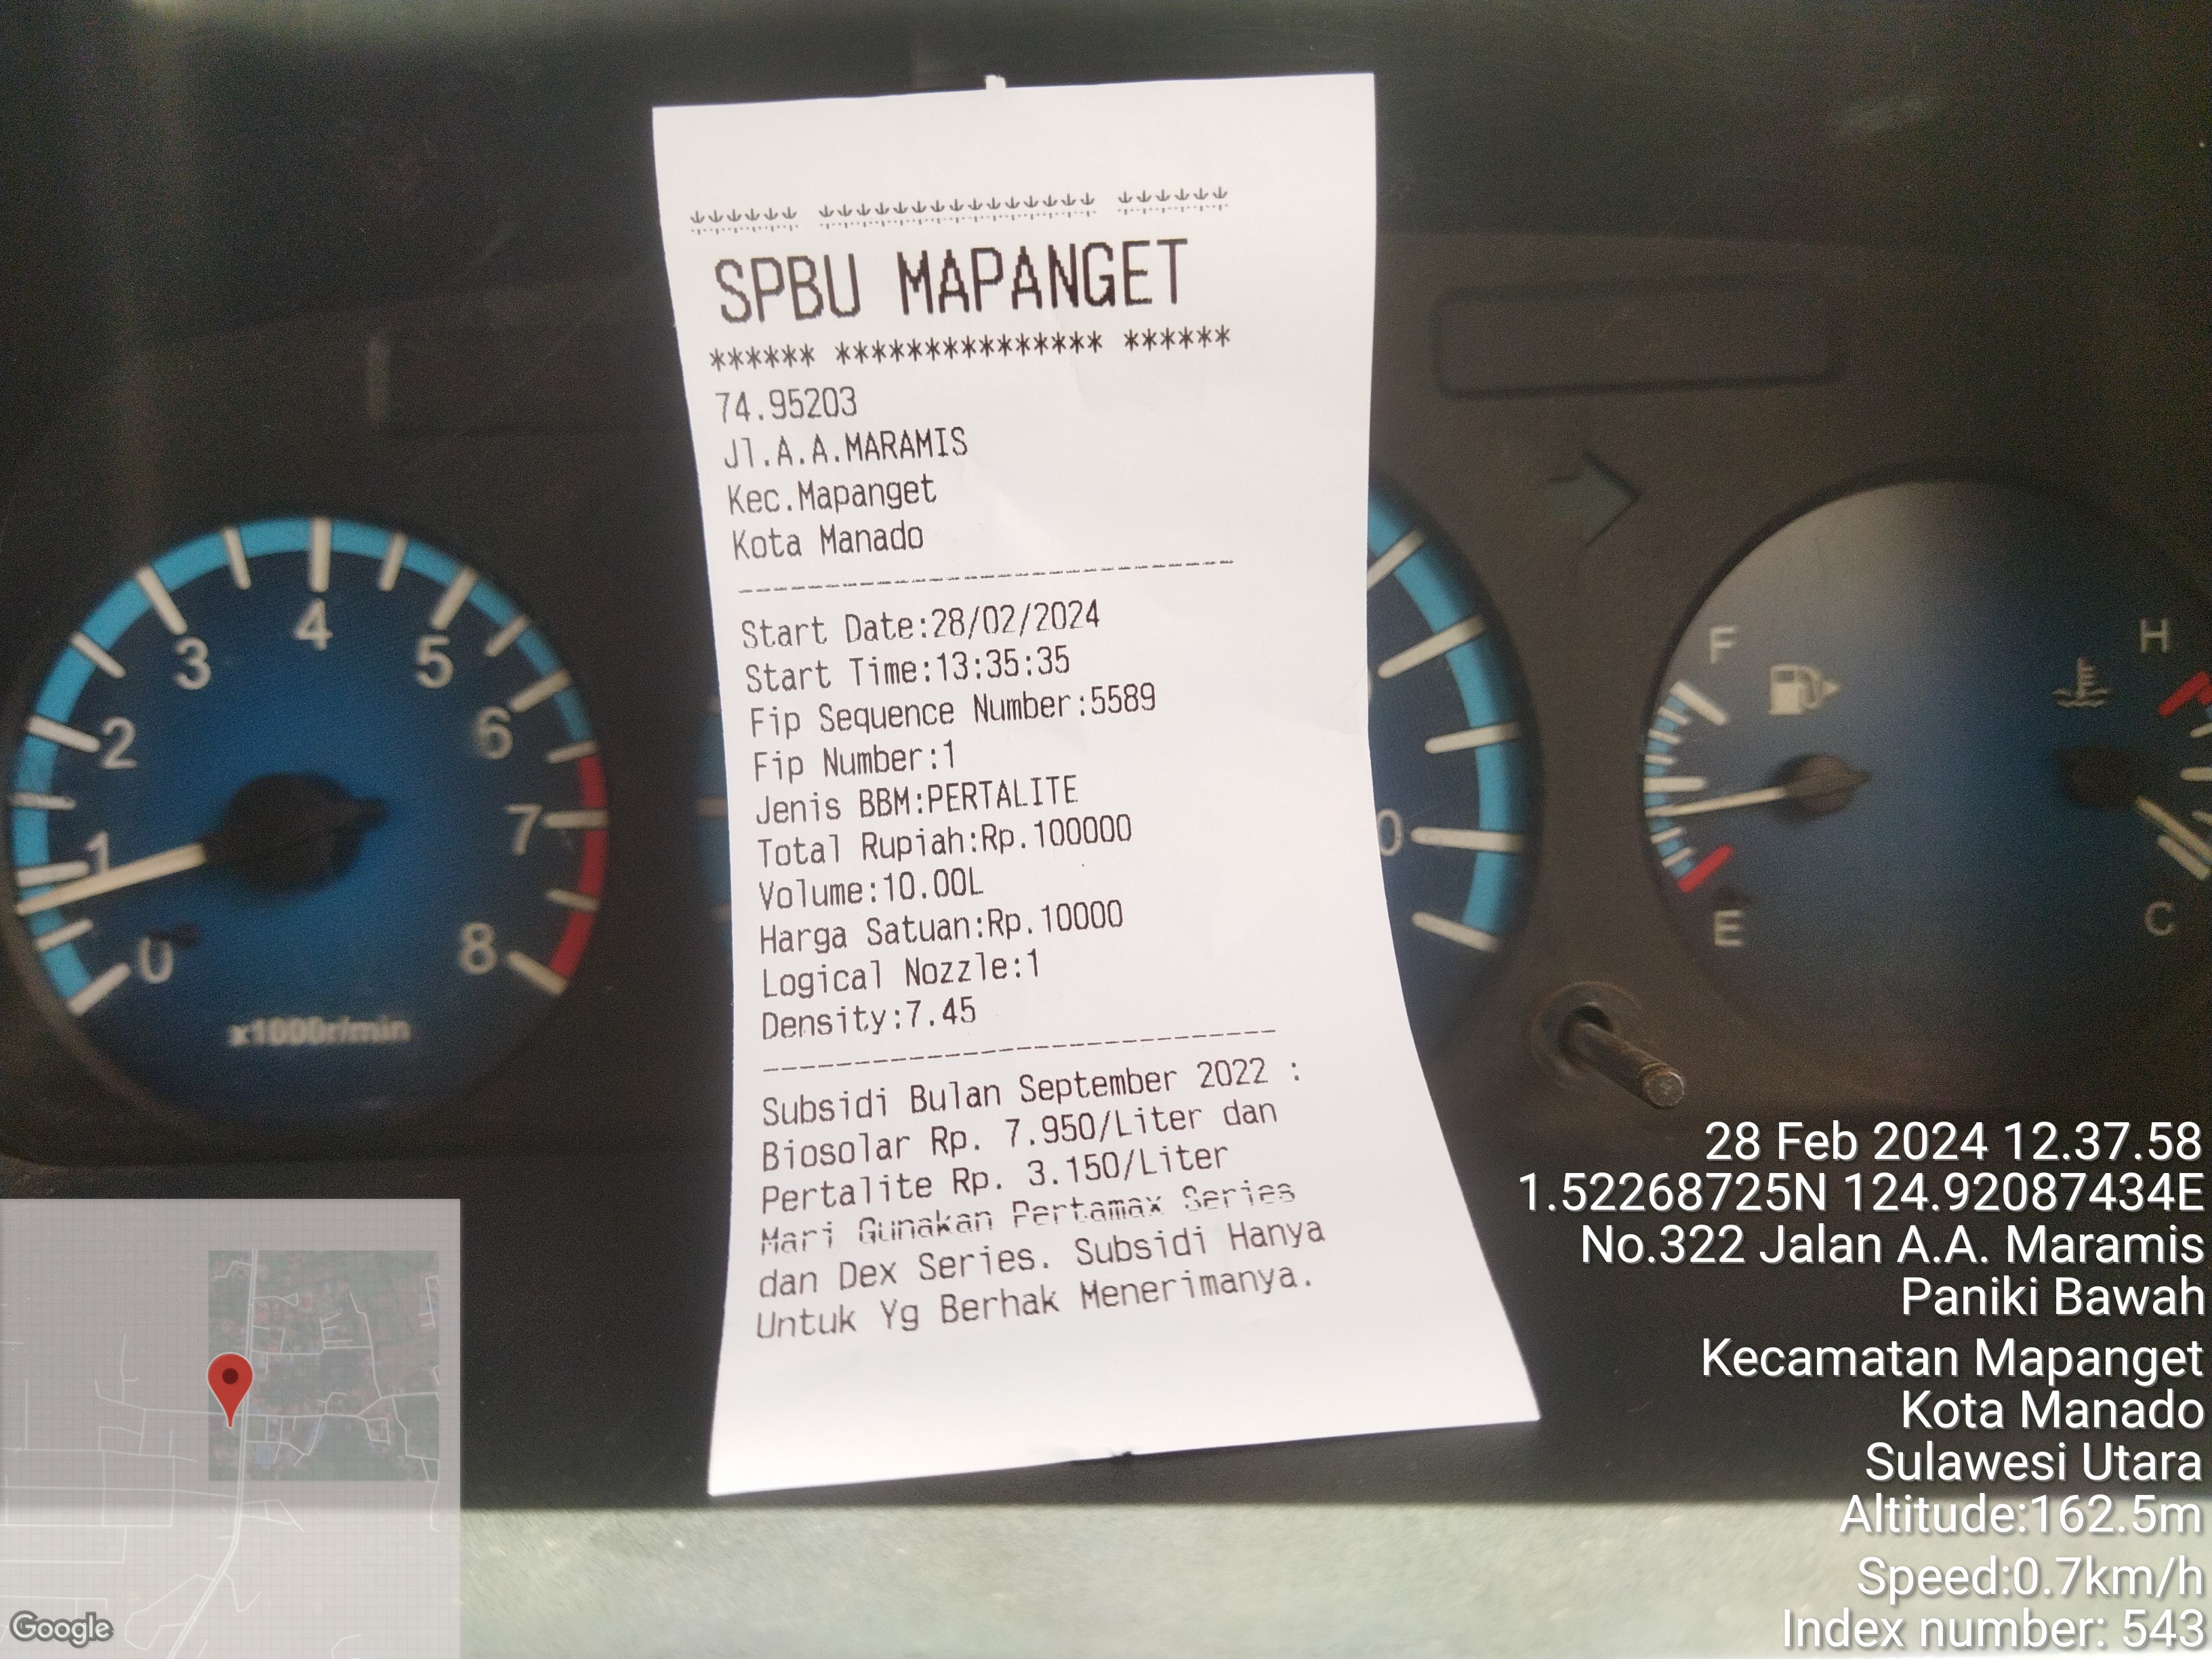 ****** *************** ******
SPBU MAPANGET
****** *************** ******
74.95203
Jl.A.A.MARAMIS
Kec.Mapanget
Kota Manado
Start Date:28/02/2024
Start Time:13:35:35
Fip Sequence Number:5589
Fip Number:1
Jenis BBM:PERTALITE
Total Rupiah:Rp.100000
Volume:10.00L
Harga Satuan:Rp.10000
Logical Nozzle:1
Density:7.45
Subsidi Bulan September 2022 :
Biosolar Rp. 7.950/Liter dan
Pertalite Rp. 3.150/Liter
Mari Gunakan Pertamax Series
dan Dex Series. Subsidi Hanya
Untuk Yg Berhak Menerimanya.
0
1
2
3
4
5
6
7
8
x1000r/min
0
F
E
H
C
28 Feb 2024 12.37.58
1.52268725N 124.92087434E
No.322 Jalan A.A. Maramis
Paniki Bawah
Kecamatan Mapanget
Kota Manado
Sulawesi Utara
Altitude:162.5m
Speed:0.7km/h
Index number: 543
Google